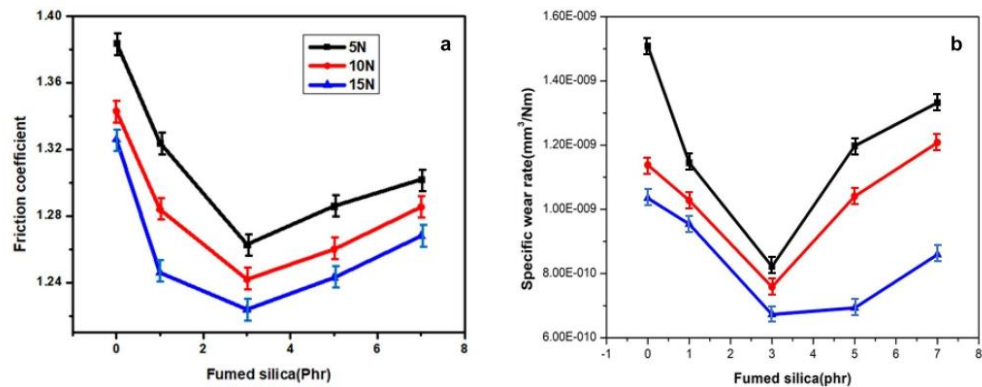 a
5N
10N
15N
1.40
1.36
1.32
1.28
1.24
Friction coefficient
0 2 4 6 8
Fumed silica(Phr)
b
1.60E-009
1.40E-009
1.20E-009
1.00E-009
8.00E-010
6.00E-010
Specific wear rate(mm³/Nm)
-1 0 1 2 3 4 5 6 7 8
Fumed silica(phr)